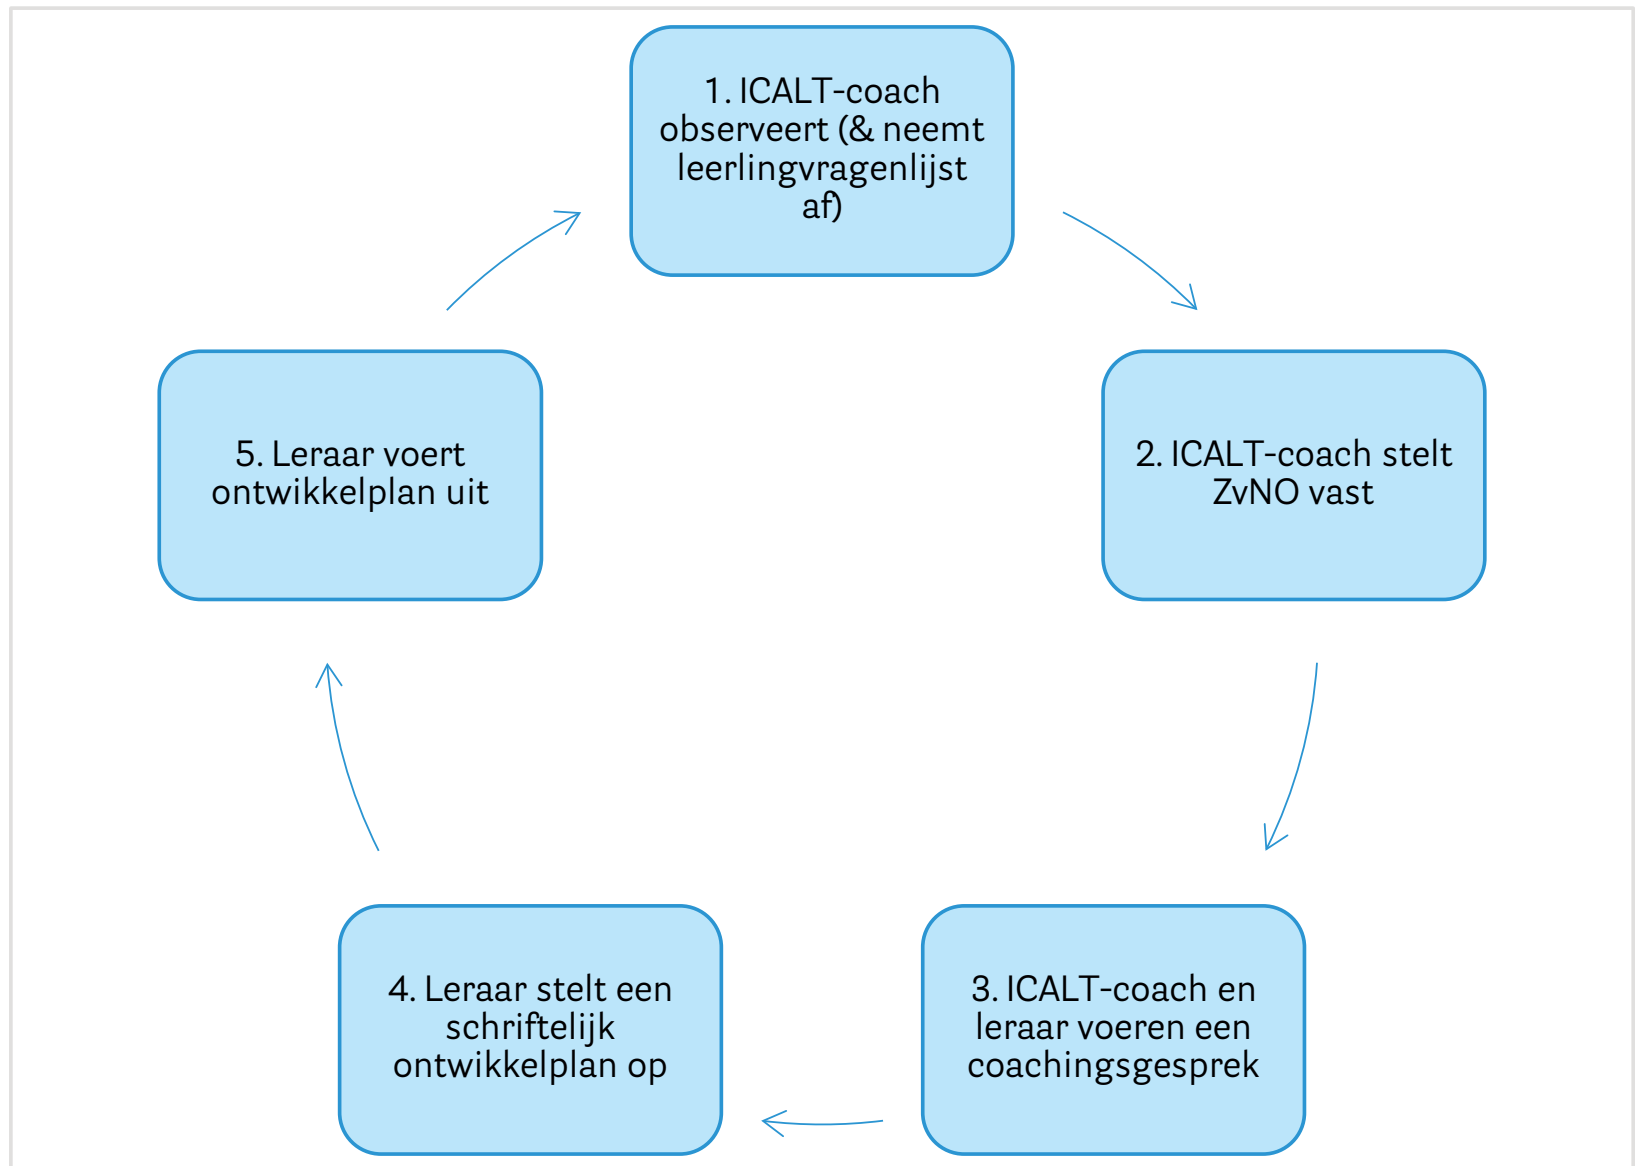 1. ICALT-coach
observeert (& neemt
leerlingvragenlijst
af)
2. ICALT-coach stelt
ZvNO vast
3. ICALT-coach en
leraar voeren een
coachingsgesprek
4. Leraar stelt een
schriftelijk
ontwikkelplan op
5. Leraar voert
ontwikkelplan uit